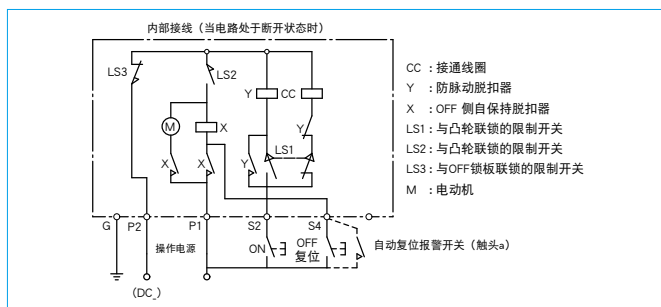 内部接线（当电路处于断开状态时）
LS3
LS2
Y
CC
M
X
Y
LS1
X
X
Y
CC ：接通线圈
Y ：防脉动脱扣器
X ：OFF 侧自保持脱扣器
LS1：与凸轮联锁的限制开关
LS2：与凸轮联锁的限制开关
LS3：与OFF锁板联锁的限制开关
M ：电动机
G
P2
P1
S2
S4
操作电源
ON
OFF
复位
自动复位报警开关（触头a）
(DC_)